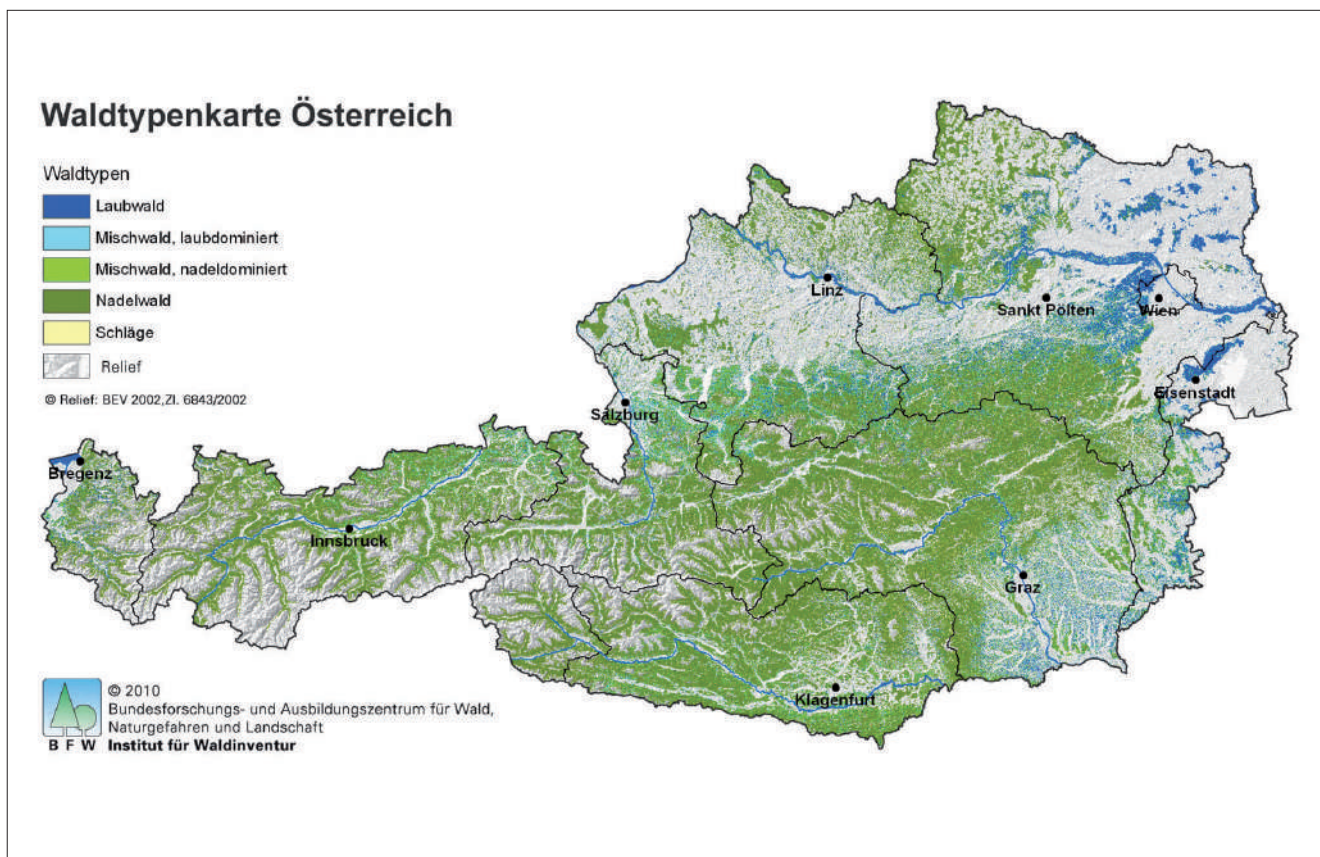 Waldtypenkarte Österreich
Waldtypen
Laubwald
Mischwald, laubdominiert
Mischwald, nadeldominiert
Nadelwald
Schläge
Relief
© Relief: BEV 2002,Zl. 6843/2002
Linz
Sankt Pölten
Wien
Eisenstadt
Salzburg
Bregenz
Innsbruck
Graz
Klagenfurt
© 2010
Bundesforschungs- und Ausbildungszentrum für Wald,
Naturgefahren und Landschaft
B F W Institut für Waldinventur